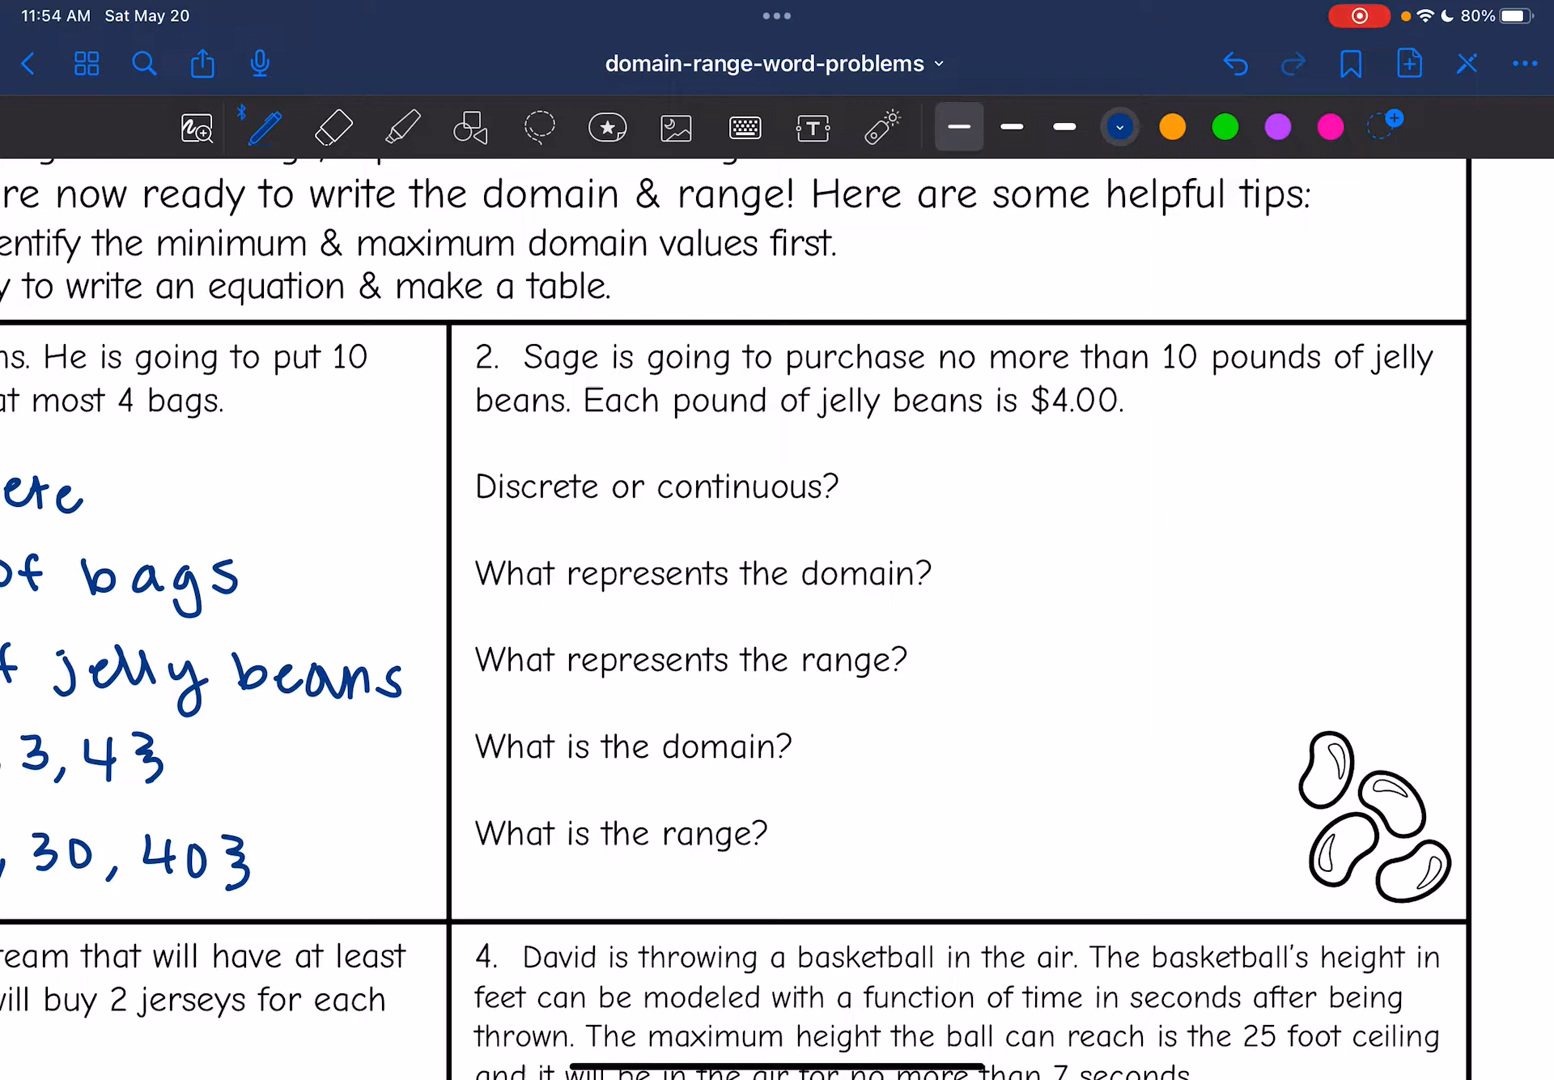 11:54 AM Sat May 20
80%
domain-range-word-problems
re now ready to write the domain & range! Here are some helpful tips:
entify the minimum & maximum domain values first.
y to write an equation & make a table.
ns. He is going to put 10
at most 4 bags.
ete
of bags
f jelly beans
, 3, 4}
, 30, 40}
2. Sage is going to purchase no more than 10 pounds of jelly
beans. Each pound of jelly beans is $4.00.
Discrete or continuous?
What represents the domain?
What represents the range?
What is the domain?
What is the range?
team that will have at least
will buy 2 jerseys for each
4. David is throwing a basketball in the air. The basketball's height in
feet can be modeled with a function of time in seconds after being
thrown. The maximum height the ball can reach is the 25 foot ceiling
and it will be in the air for no more than 7 seconds.